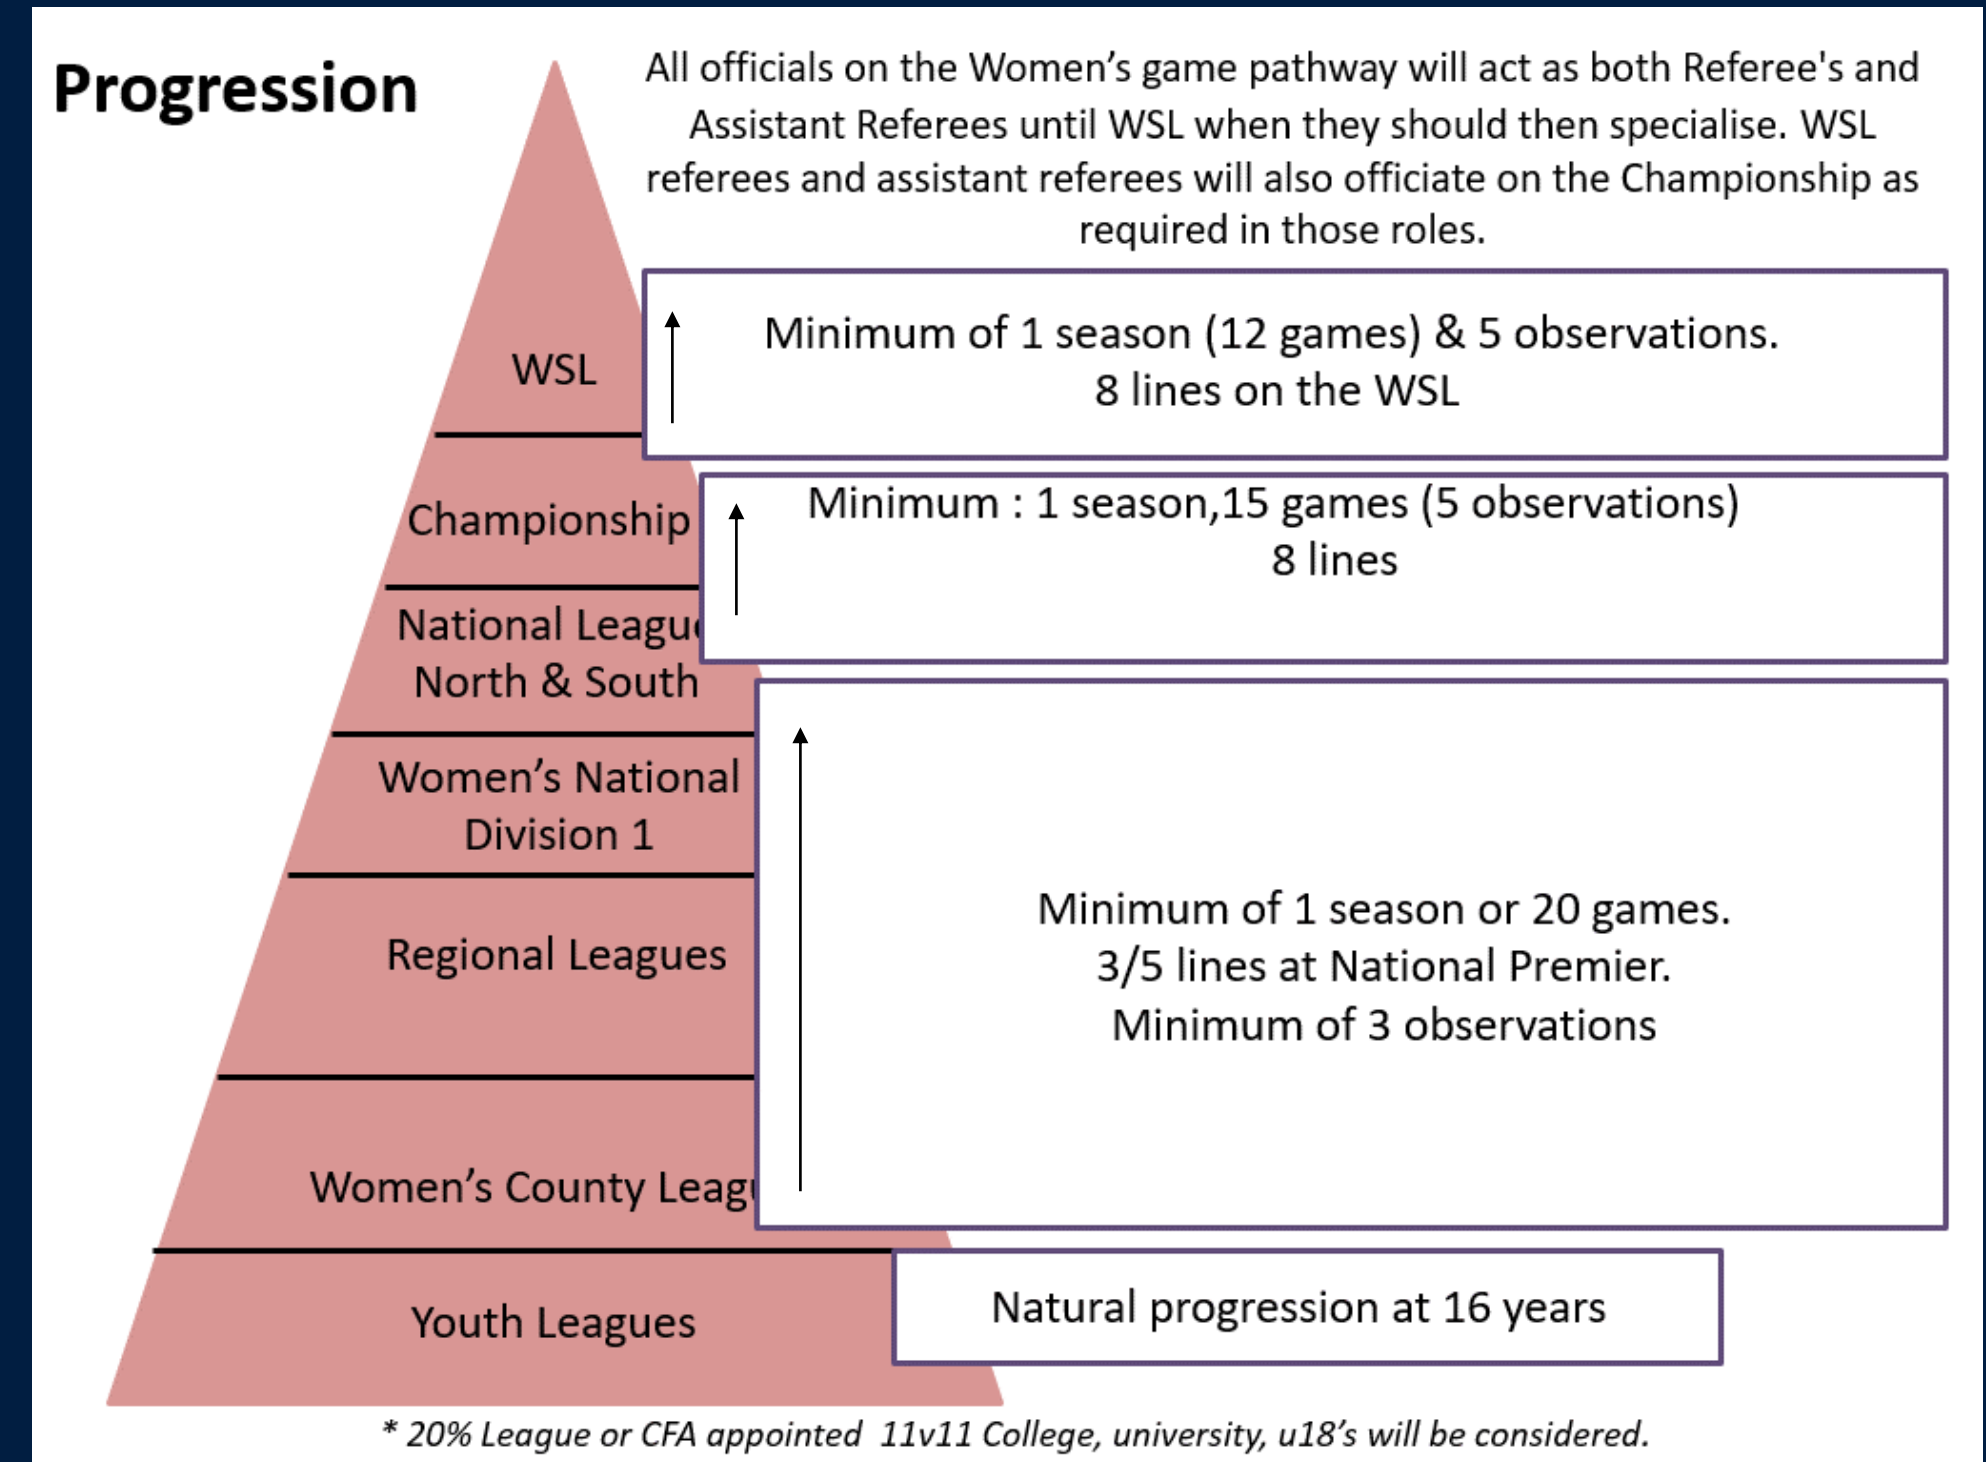 Progression
All officials on the Women’s game pathway will act as both Referee's and
Assistant Referees until WSL when they should then specialise. WSL
referees and assistant referees will also officiate on the Championship as
required in those roles.
WSL
Minimum of 1 season (12 games) & 5 observations.
8 lines on the WSL
Championship
Minimum : 1 season,15 games (5 observations)
8 lines
National League
North & South
Women’s National
Division 1
Regional Leagues
Women’s County Leagu
Minimum of 1 season or 20 games.
3/5 lines at National Premier.
Minimum of 3 observations
Youth Leagues
Natural progression at 16 years
* 20% League or CFA appointed 11v11 College, university, u18’s will be considered.